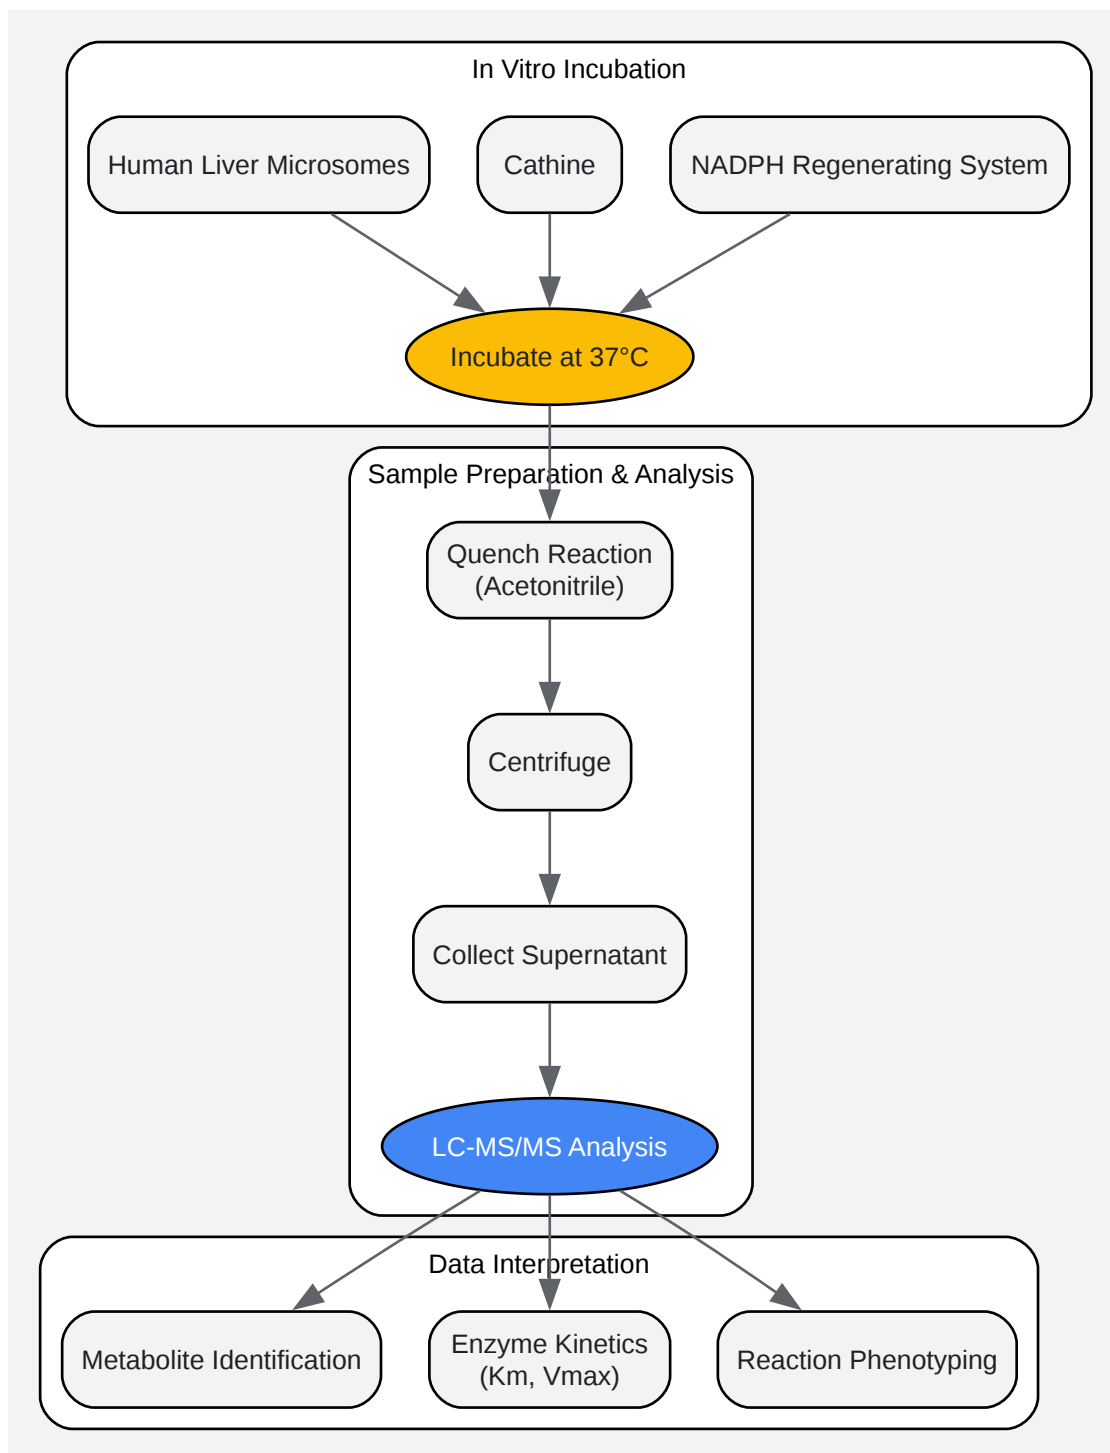 In Vitro Incubation
Human Liver Microsomes
Cathine
NADPH Regenerating System
Incubate at 37°C
Sample Preparation & Analysis
Quench Reaction
(Acetonitrile)
Centrifuge
Collect Supernatant
LC-MS/MS Analysis
Data Interpretation
Metabolite Identification
Enzyme Kinetics
(Km, Vmax)
Reaction Phenotyping